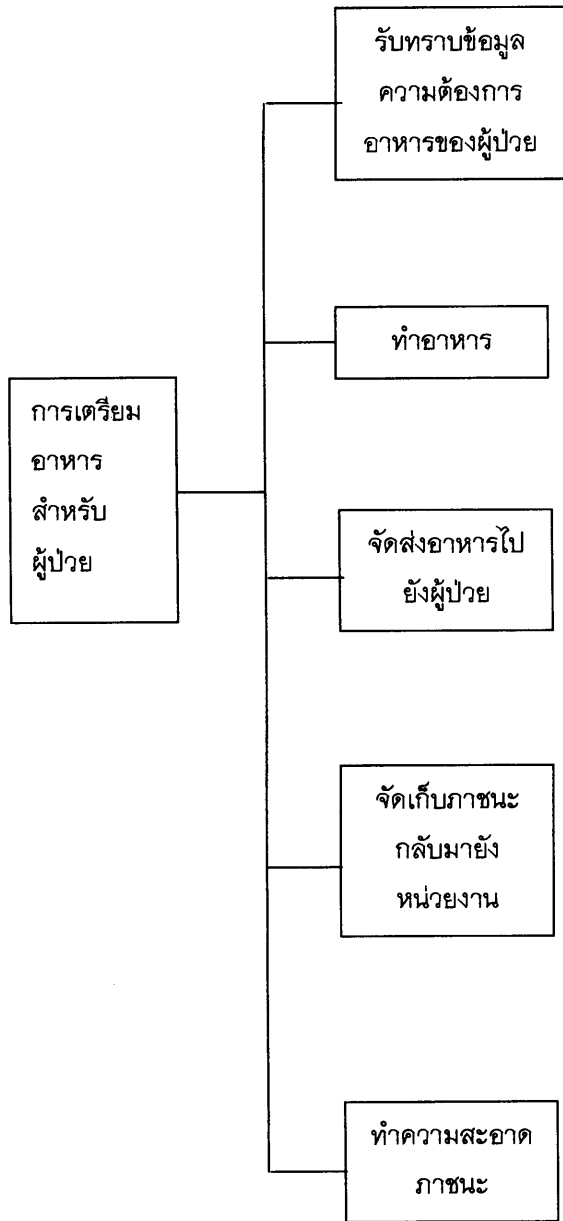 รับทราบข้อมูล
ความต้องการ
อาหารของผู้ป่วย
ทำอาหาร
การเตรียม
อาหาร
สำหรับ
ผู้ป่วย
จัดส่งอาหารไป
ยังผู้ป่วย
จัดเก็บภาชนะ
กลับมายัง
หน่วยงาน
ทำความสะอาด
ภาชนะ